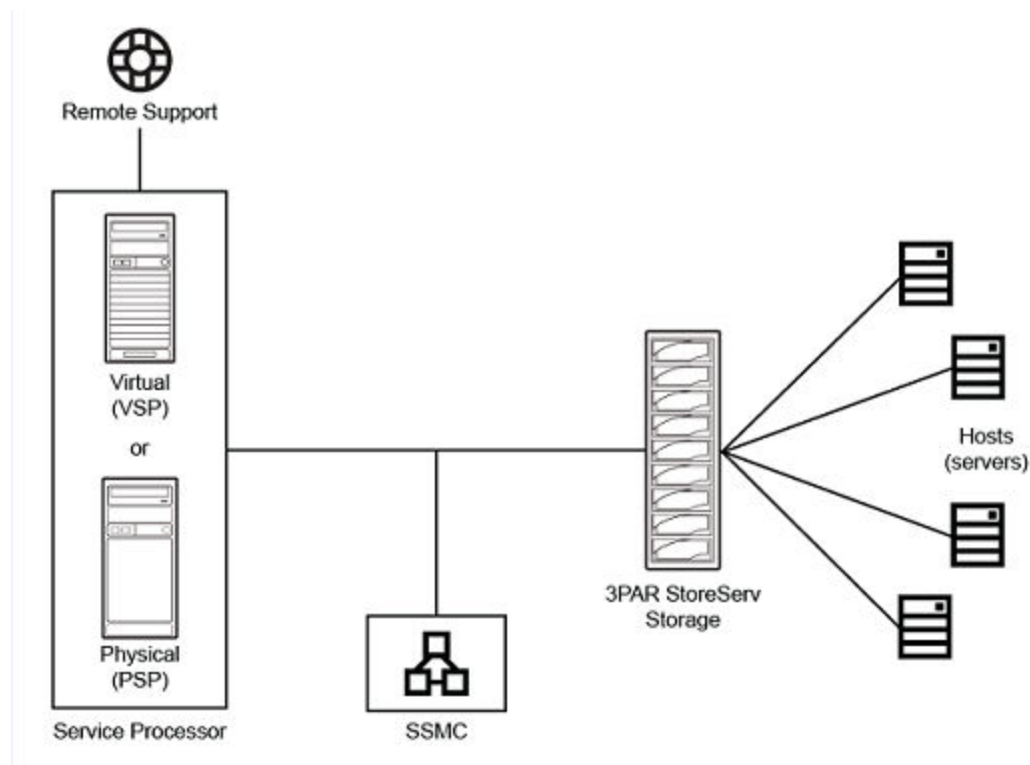 Remote Support
Virtual
(VSP)
or
Physical
(PSP)
Service Processor
SSMC
3PAR StoreServ
Storage
Hosts
(servers)